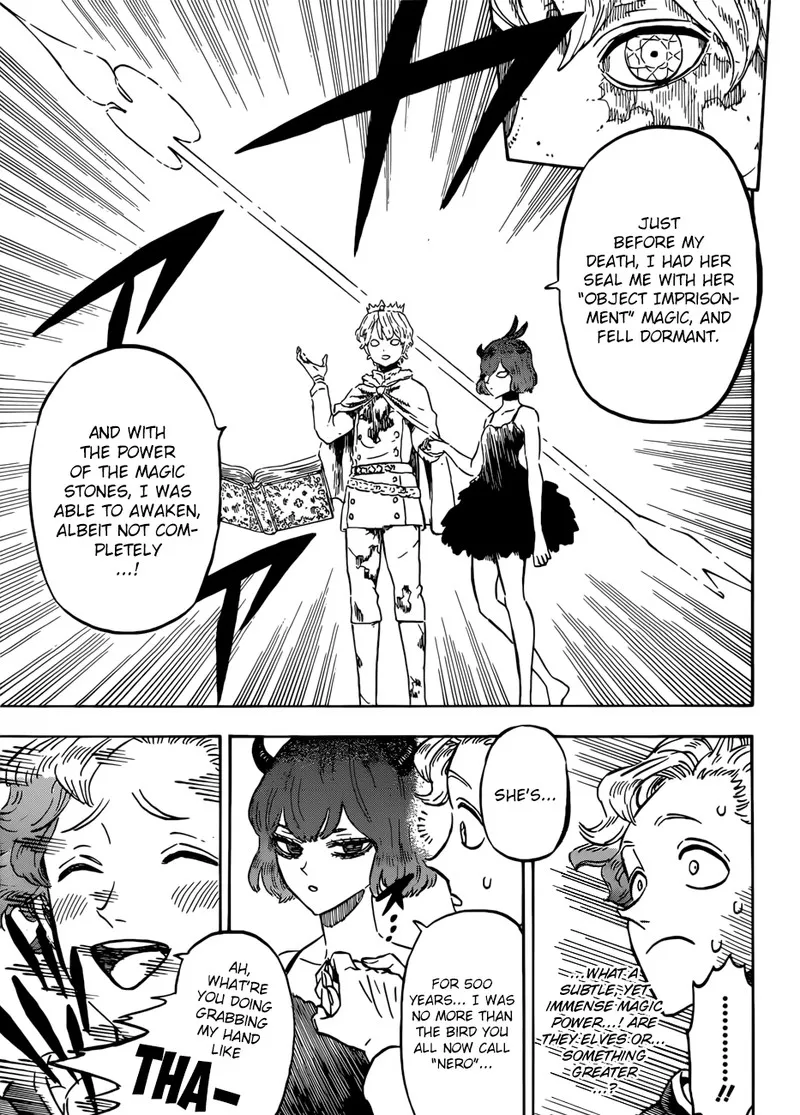 JUST
BEFORE MY
DEATH, I HAD HER
SEAL ME WITH HER
"OBJECT IMPRISON-
MENT" MAGIC, AND
FELL DORMANT.
AND WITH
THE POWER
OF THE MAGIC
STONES, I WAS
ABLE TO AWAKEN,
ALBEIT NOT COM-
PLETELY
...!
.........!!
...WHAT A
SUBTLE, YET
IMMENSE MAGIC
POWER...! ARE
THEY ELVES OR...
SOMETHING
GREATER
...?
SHE'S...
FOR 500
YEARS... I WAS
NO MORE THAN
THE BIRD YOU
ALL NOW CALL
"NERO"...
AH,
WHAT'RE
YOU DOING
GRABBING
MY HAND
LIKE
THA-